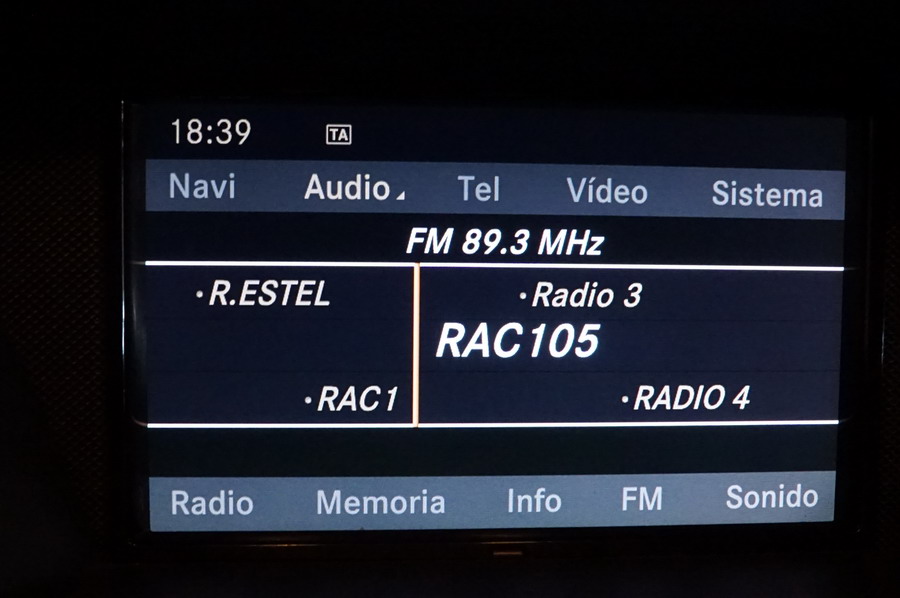 18:39 TA
Navi Audio Tel Vídeo Sistema
FM 89.3 MHz
·R.ESTEL ·Radio 3
RAC105
·RAC1 ·RADIO 4
Radio Memoria Info FM Sonido